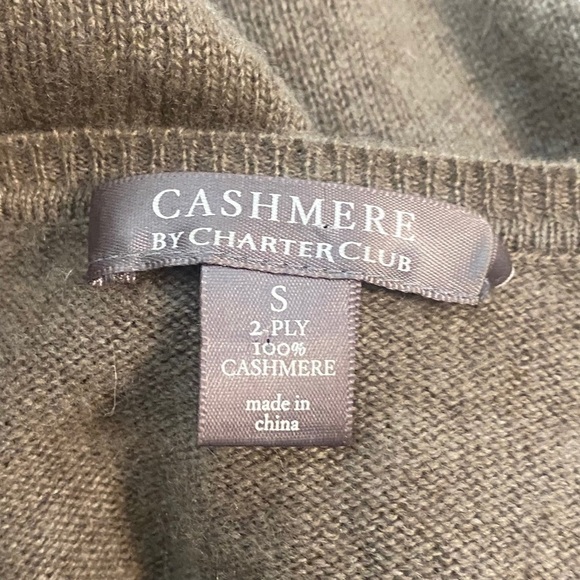 CASHMERE
BY CHARTER CLUB
S
2-PLY
100%
CASHMERE
made in
china